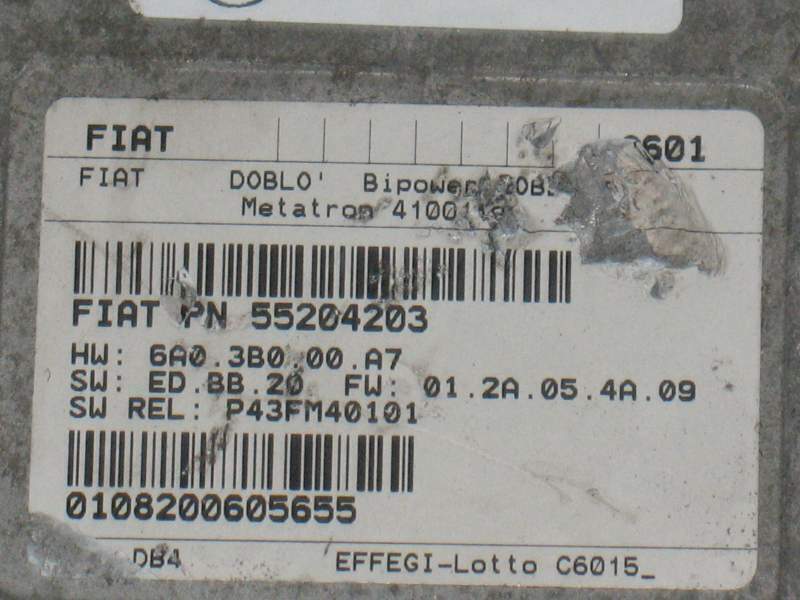 FIAT
FIAT DOBLO' Bipower
Metatron
FIAT PN 55204203
HW: 6A0.3B0.00.A7
SW: ED.BB.20 FW: 01.2A.05.4A.09
SW REL: P43FM40101
0108200605655
DB4 EFFEGI-Lotto C6015_